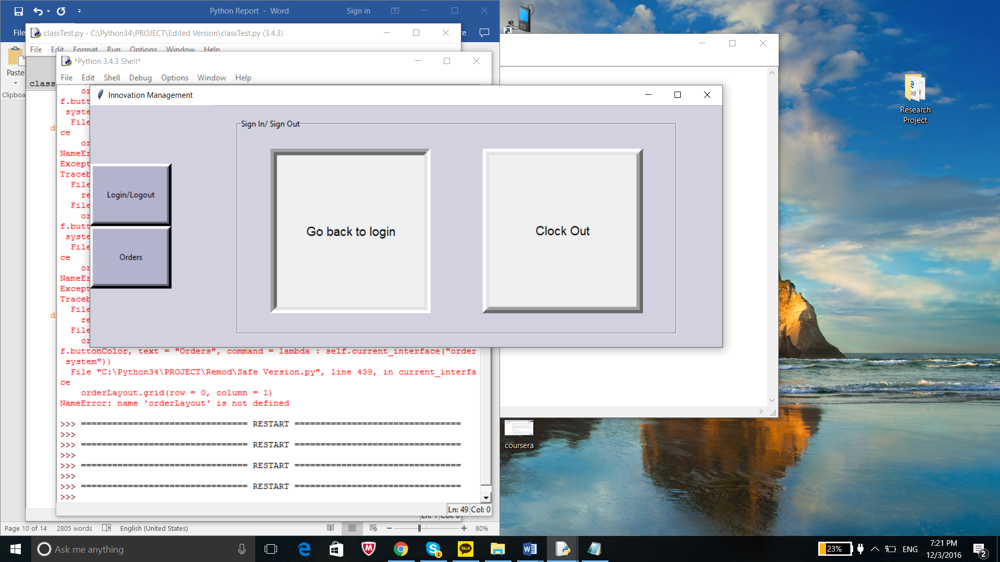 Python Report - Word
Sign in
File
classTest.py - C:\Python34\PROJECT\Edited Version\classTest.py (3.4.3)
File Edit Format Run Options Window Help
*Python 3.4.3 Shell*
File Edit Shell Debug Options Window Help
Paste
Clipboa
class
Innovation Management
Sign In/ Sign Out
Login/Logout
Orders
Go back to login
Clock Out
or
f.butt
syste
File
ce
or
NameEr
Except
Traceb
File
re
File
or
f.butt
syste
File
ce
or
NameEr
Except
Traceb
File
re
File
or
f.buttonColor, text = "Orders", command = lambda : self.current_interface("order
system"))
File "C:\Python34\PROJECT\Remod\Safe Version.py", line 439, in current_interfa
ce
orderLayout.grid(row = 0, column = 1)
NameError: name 'orderLayout' is not defined
>>> ================================ RESTART ================================
>>>
>>> ================================ RESTART ================================
>>>
>>> ================================ RESTART ================================
>>>
>>> ================================ RESTART ================================
>>>
Ln: 49 Col: 0
Page 10 of 14 2805 words English (United States) 80%
Research
Project
coursera
Ask me anything
TALK
23%
ENG
7:21 PM
12/3/2016
2